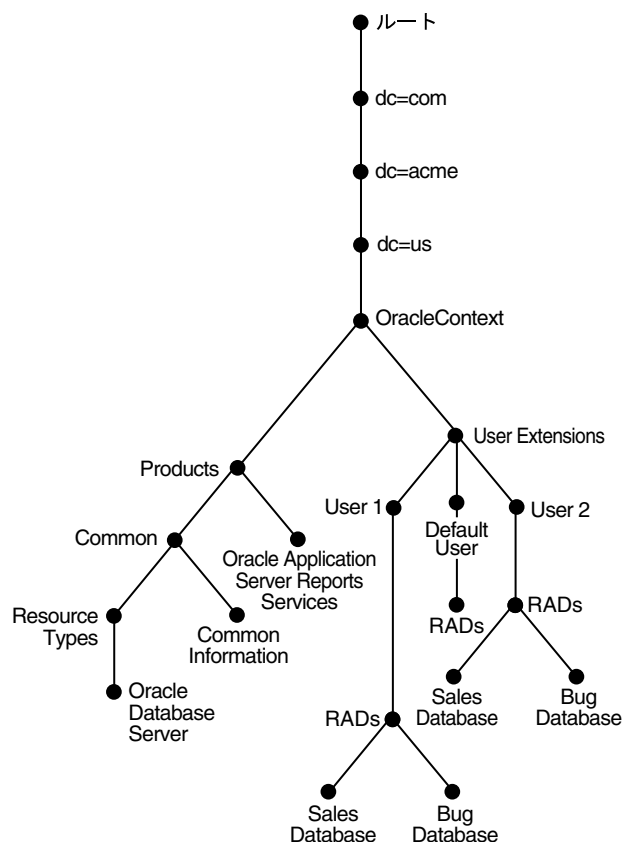 ルート
dc=com
dc=acme
dc=us
OracleContext
User Extensions
Products
User 1
Default
User
User 2
Common
Oracle Application
Server Reports
Services
Resource
Types
Common
Information
RADs
RADs
Oracle
Database
Server
Sales
Database
Bug
Database
RADs
Sales
Database
Bug
Database